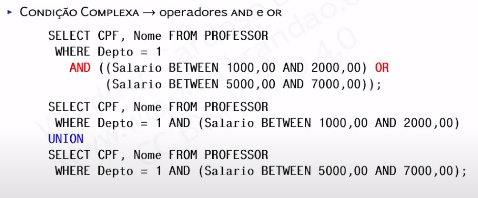 ▸ CONDIÇÃO COMPLEXA → operadores AND e OR
SELECT CPF, Nome FROM PROFESSOR
WHERE Depto = 1
AND ((Salario BETWEEN 1000,00 AND 2000,00) OR
(Salario BETWEEN 5000,00 AND 7000,00));
SELECT CPF, Nome FROM PROFESSOR
WHERE Depto = 1 AND (Salario BETWEEN 1000,00 AND 2000,00)
UNION
SELECT CPF, Nome FROM PROFESSOR
WHERE Depto = 1 AND (Salario BETWEEN 5000,00 AND 7000,00);